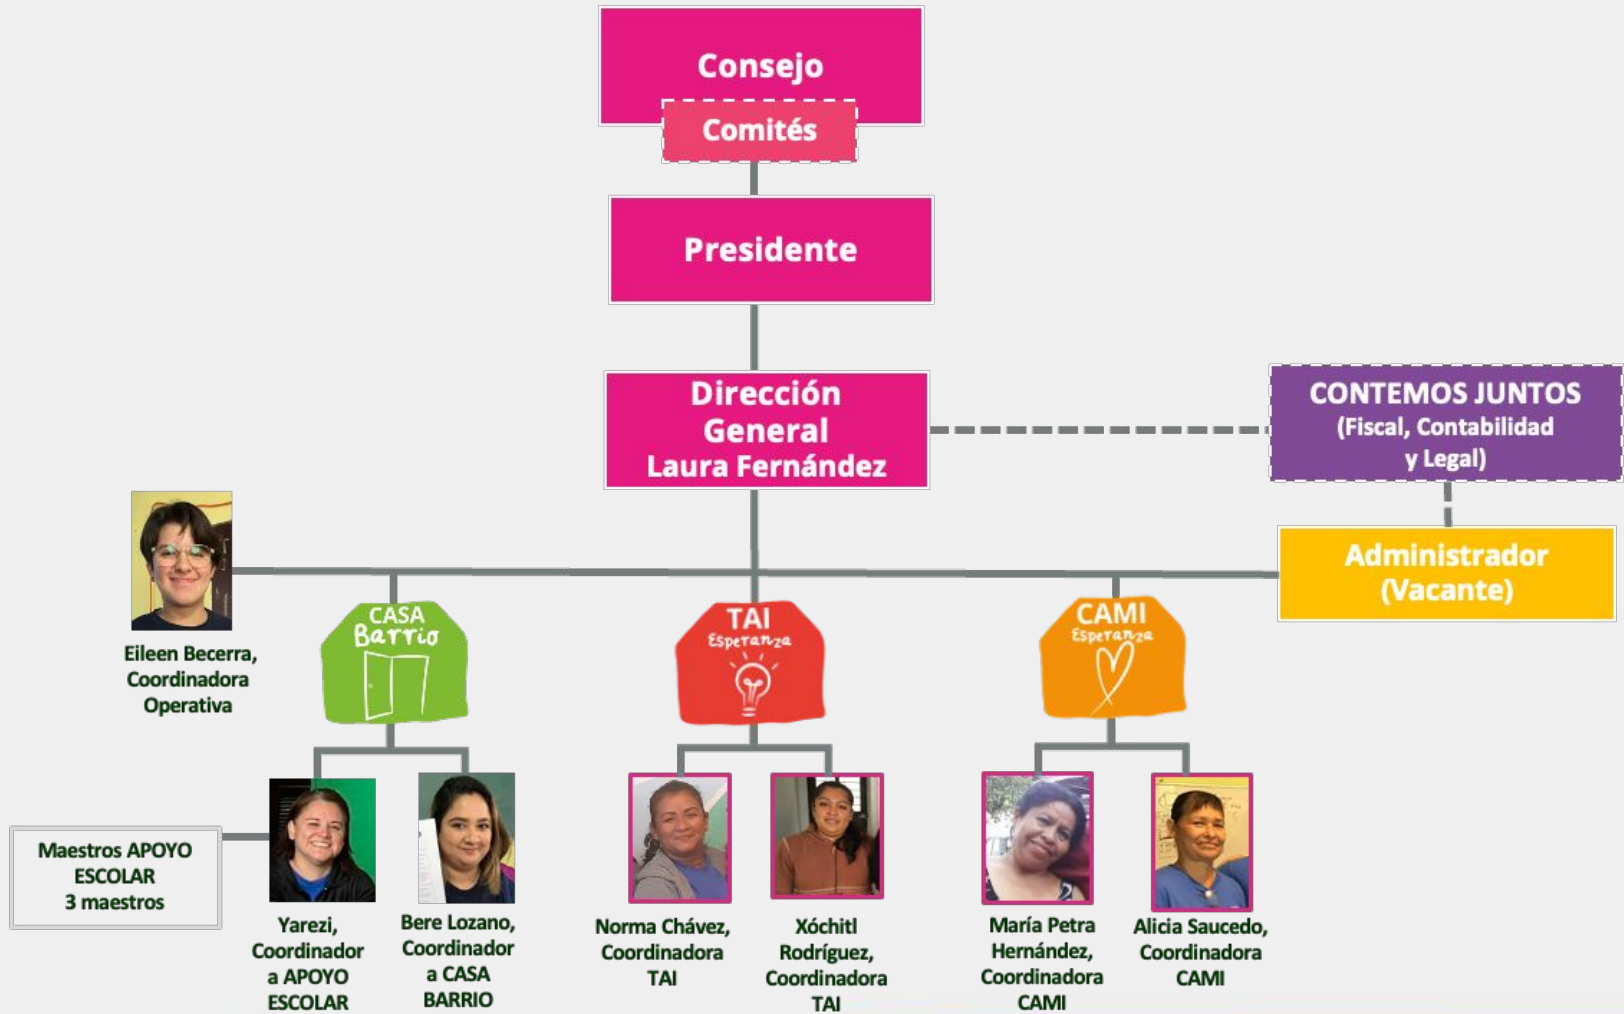 Consejo
Comités
Presidente
Dirección
General
Laura Fernández
CONTEMOS JUNTOS
(Fiscal, Contabilidad
y Legal)
Administrador
(Vacante)
Eileen Becerra,
Coordinadora
Operativa
CASA
Barrio
TAI
Esperanza
CAMI
Esperanza
Maestros APOYO
ESCOLAR
3 maestros
Yarezi,
Coordinador
a APOYO
ESCOLAR
Bere Lozano,
Coordinador
a CASA
BARRIO
Norma Chávez,
Coordinadora
TAI
Xóchitl
Rodríguez,
Coordinadora
TAI
María Petra
Hernández,
Coordinadora
CAMI
Alicia Saucedo,
Coordinadora
CAMI